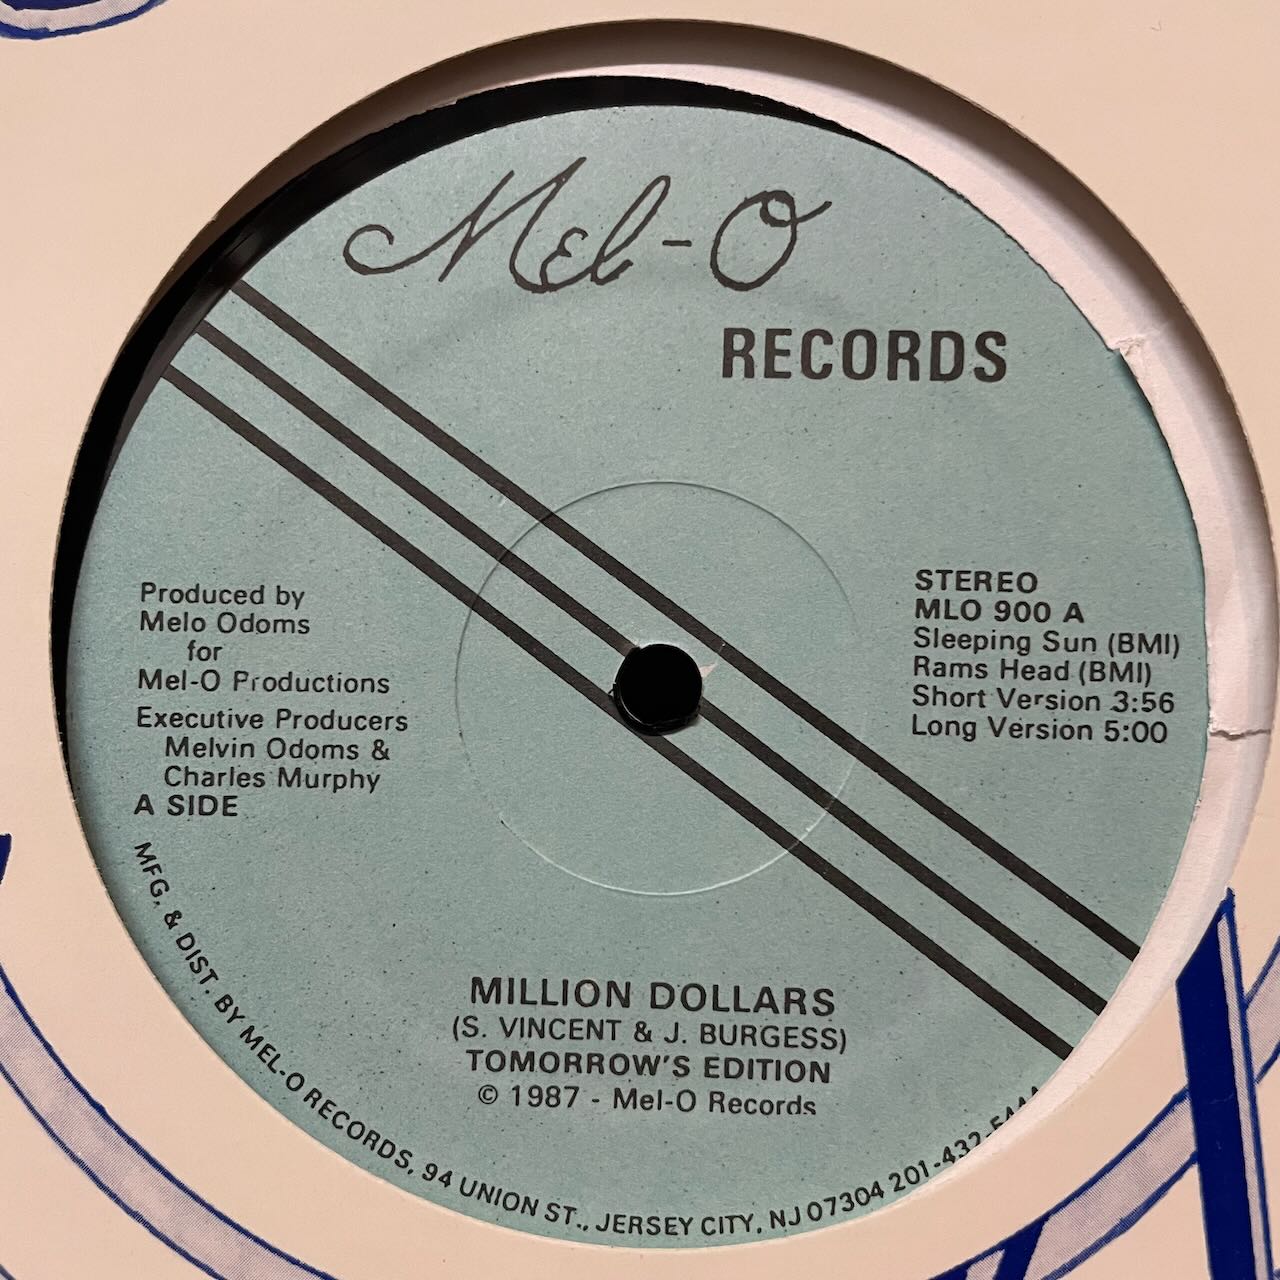 Mel-O
RECORDS
Produced by
Melo Odoms
for
Mel-O Productions
Executive Producers
Melvin Odoms &
Charles Murphy
A SIDE
STEREO
MLO 900 A
Sleeping Sun (BMI)
Rams Head (BMI)
Short Version 3:56
Long Version 5:00
MILLION DOLLARS
(S. VINCENT & J. BURGESS)
TOMORROW'S EDITION
© 1987 - Mel-O Records
MFG. & DIST. BY MEL-O RECORDS, 94 UNION ST., JERSEY CITY, NJ 07304